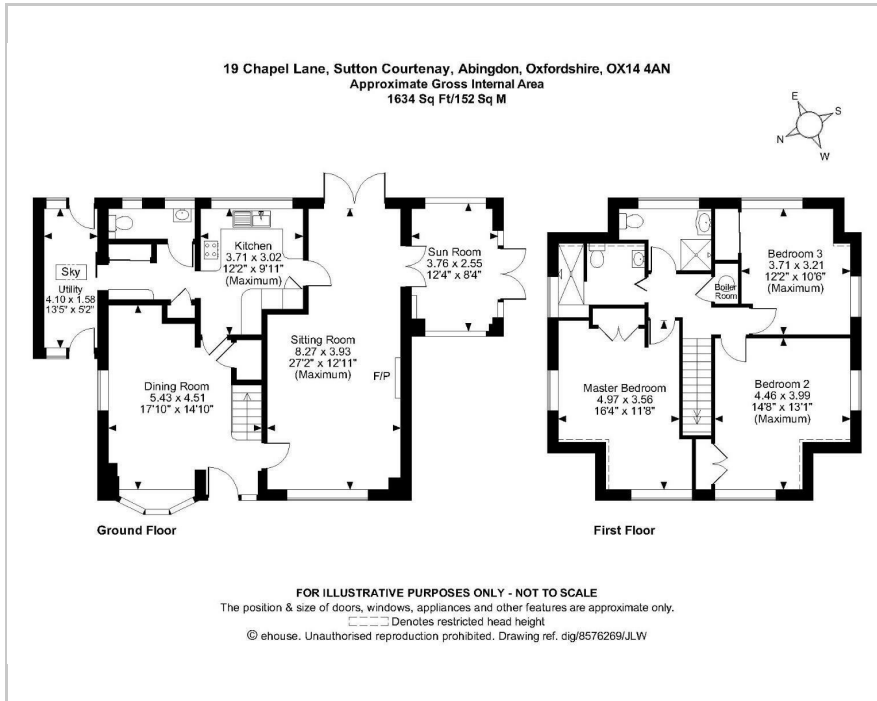 19 Chapel Lane, Sutton Courtenay, Abingdon, Oxfordshire, OX14 4AN
Approximate Gross Internal Area
1634 Sq Ft/152 Sq M
E
S
N
W
Sky
Utility
4.10 x 1.58
13'5" x 5'2"
Kitchen
3.71 x 3.02
12'2" x 9'11"
(Maximum)
Sun Room
3.76 x 2.55
12'4" x 8'4"
Sitting Room
8.27 x 3.93
27'2" x 12'11"
(Maximum)
F/P
Dining Room
5.43 x 4.51
17'10" x 14'10"
Ground Floor
Bedroom 3
3.71 x 3.21
12'2" x 10'6"
(Maximum)
Boiler
Room
Master Bedroom
4.97 x 3.56
16'4" x 11'8"
Bedroom 2
4.46 x 3.99
14'8" x 13'1"
(Maximum)
First Floor
FOR ILLUSTRATIVE PURPOSES ONLY - NOT TO SCALE
The position & size of doors, windows, appliances and other features are approximate only.
Denotes restricted head height
© ehouse. Unauthorised reproduction prohibited. Drawing ref. dig/8576269/JLW